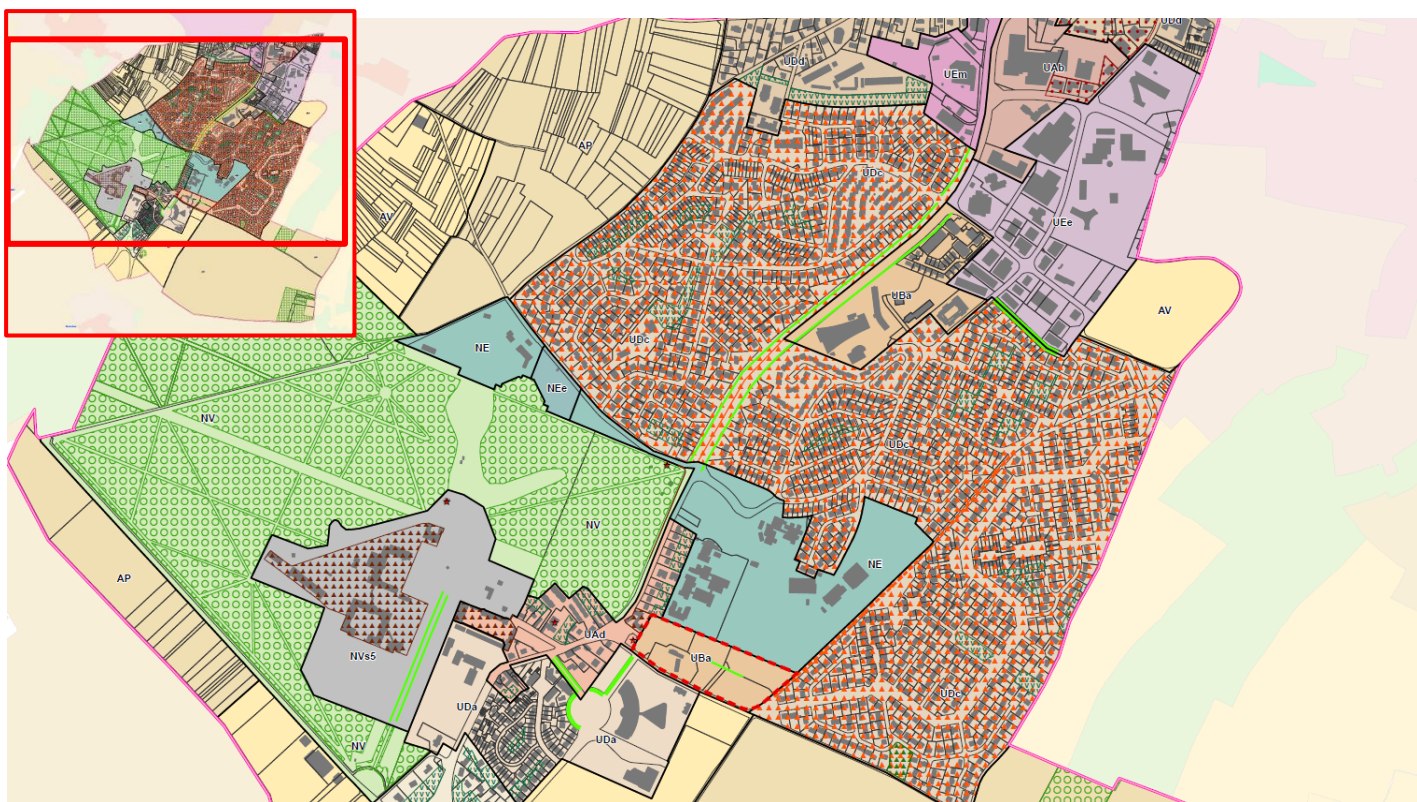 UDd
UDd
UEm
UAb
AP
UDc
AV
UEe
UBa
AV
NE
UDc
NEe
NV
UDc
NV
NE
AP
UAd
NVs5
UBa
UDc
UDa
UDa
NV